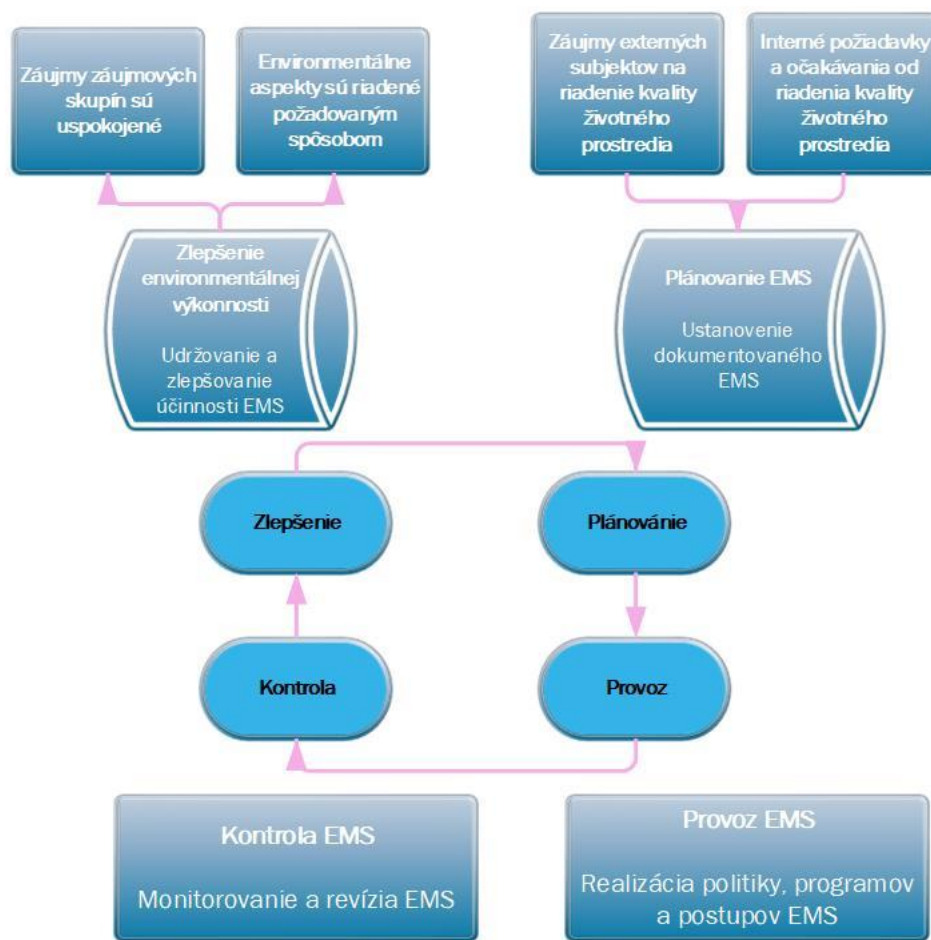 Záujmy záujmových
skupín sú
uspokojené
Environmentálne
aspekty sú riadené
požadovaným
spôsobom
Záujmy externých
subjektov na
riadenie kvality
životného
prostredia
Interné požiadavky
a očakávania od
riadenia kvality
životného
prostredia
Zlepšenie
environmentálnej
výkonnosti
Udržovanie a
zlepšovanie
účinnosti EMS
Plánovanie EMS
Ustanovenie
dokumentovaného
EMS
Zlepšenie
Plánovánie
Kontrola
Provoz
Kontrola EMS
Monitorovanie a revízia EMS
Provoz EMS
Realizácia politiky, programov
a postupov EMS